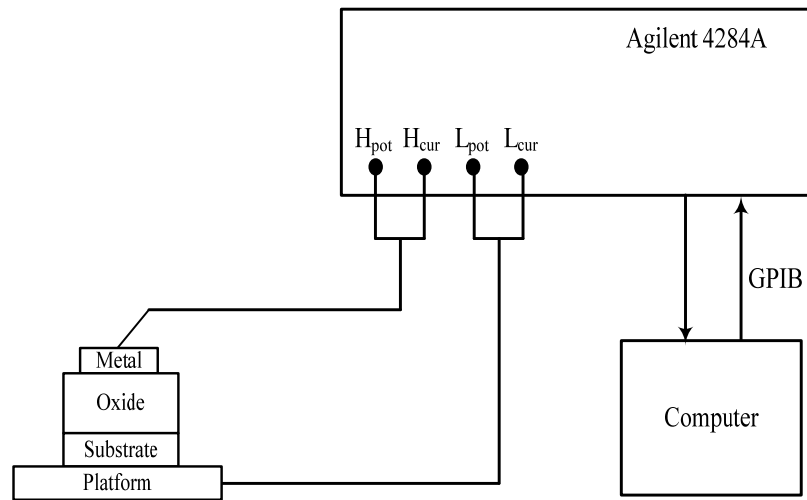 Agilent 4284A
Hpot Hcur Lpot Lcur
GPIB
Metal
Oxide
Substrate
Platform
Computer